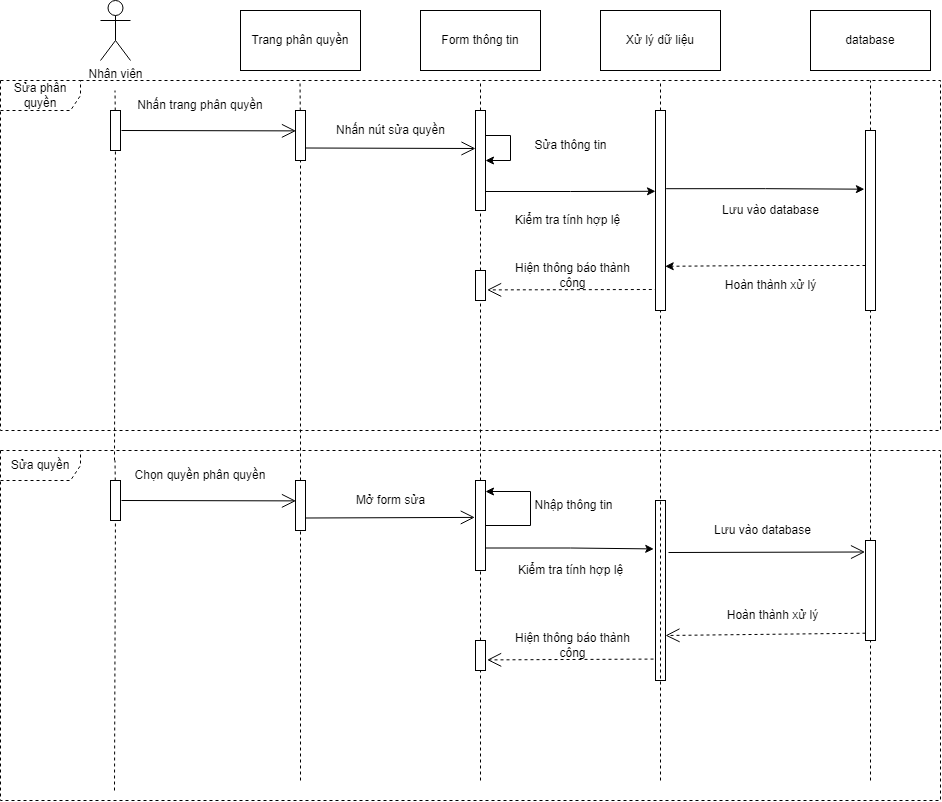 Trang phân quyền
Form thông tin
Xử lý dữ liệu
database
Nhân viên
Sửa phân
quyền
Nhấn trang phân quyền
Nhấn nút sửa quyền
Sửa thông tin
Kiểm tra tính hợp lệ
Lưu vào database
Hiện thông báo thành
công
Hoàn thành xử lý
Sửa quyền
Chọn quyền phân quyền
Mở form sửa
Nhập thông tin
Lưu vào database
Kiểm tra tính hợp lệ
Hoàn thành xử lý
Hiện thông báo thành
công